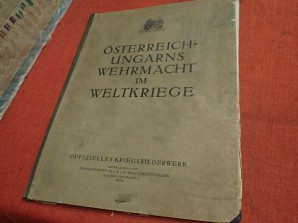 ÖSTERREICH-
UNGARNS
WEHRMACHT
IM
WELTKRIEGE
OFFIZIELLES KRIEGSBILDERWERK